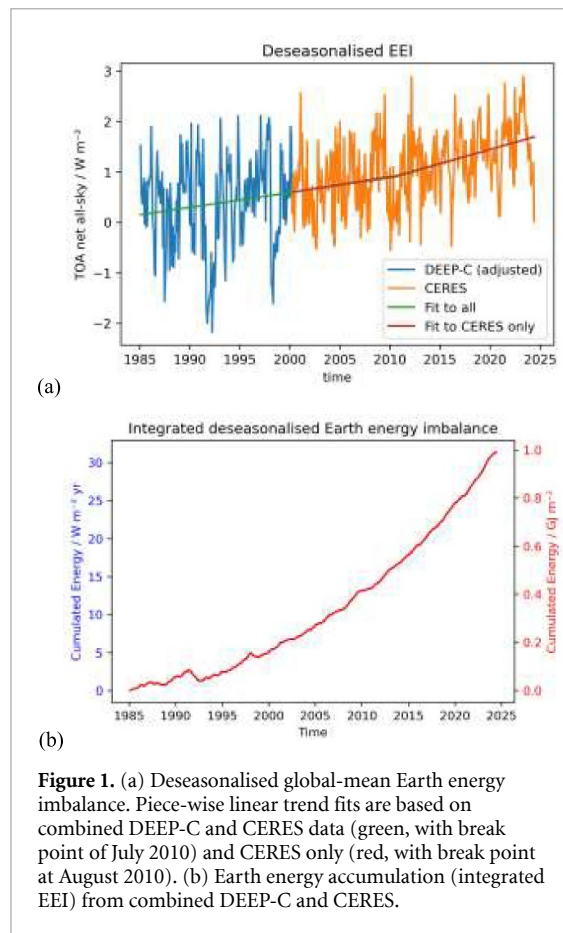 Deseasonalised EEI
TOA net all-sky / W m⁻²
3
2
1
0
−1
−2
DEEP-C (adjusted)
CERES
Fit to all
Fit to CERES only
1985 1990 1995 2000 2005 2010 2015 2020 2025
time
(a)
Integrated deseasonalised Earth energy imbalance
Cumulated Energy / W m⁻² yr
30
25
20
15
10
5
0
1.0
0.8
0.6
0.4
0.2
0.0
Cumulated Energy / GJ m⁻²
1985 1990 1995 2000 2005 2010 2015 2020 2025
Time
(b)
Figure 1. (a) Deseasonalised global-mean Earth energy
imbalance. Piece-wise linear trend fits are based on
combined DEEP-C and CERES data (green, with break
point of July 2010) and CERES only (red, with break point
at August 2010). (b) Earth energy accumulation (integrated
EEI) from combined DEEP-C and CERES.